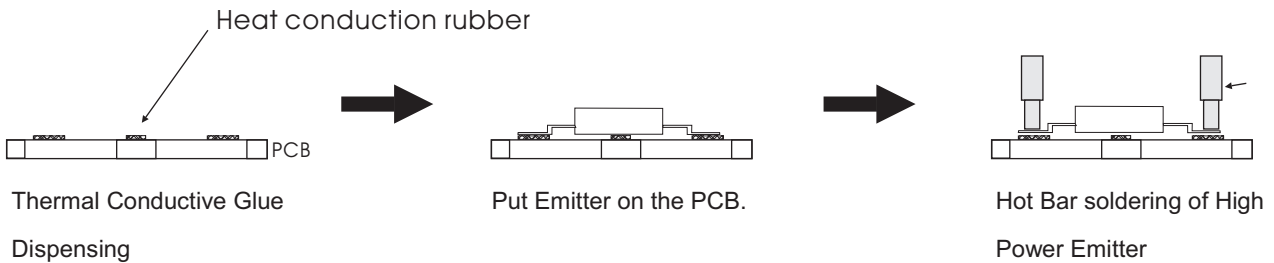 Heat conduction rubber
PCB
Thermal Conductive Glue
Dispensing
Put Emitter on the PCB.
Hot Bar soldering of High
Power Emitter